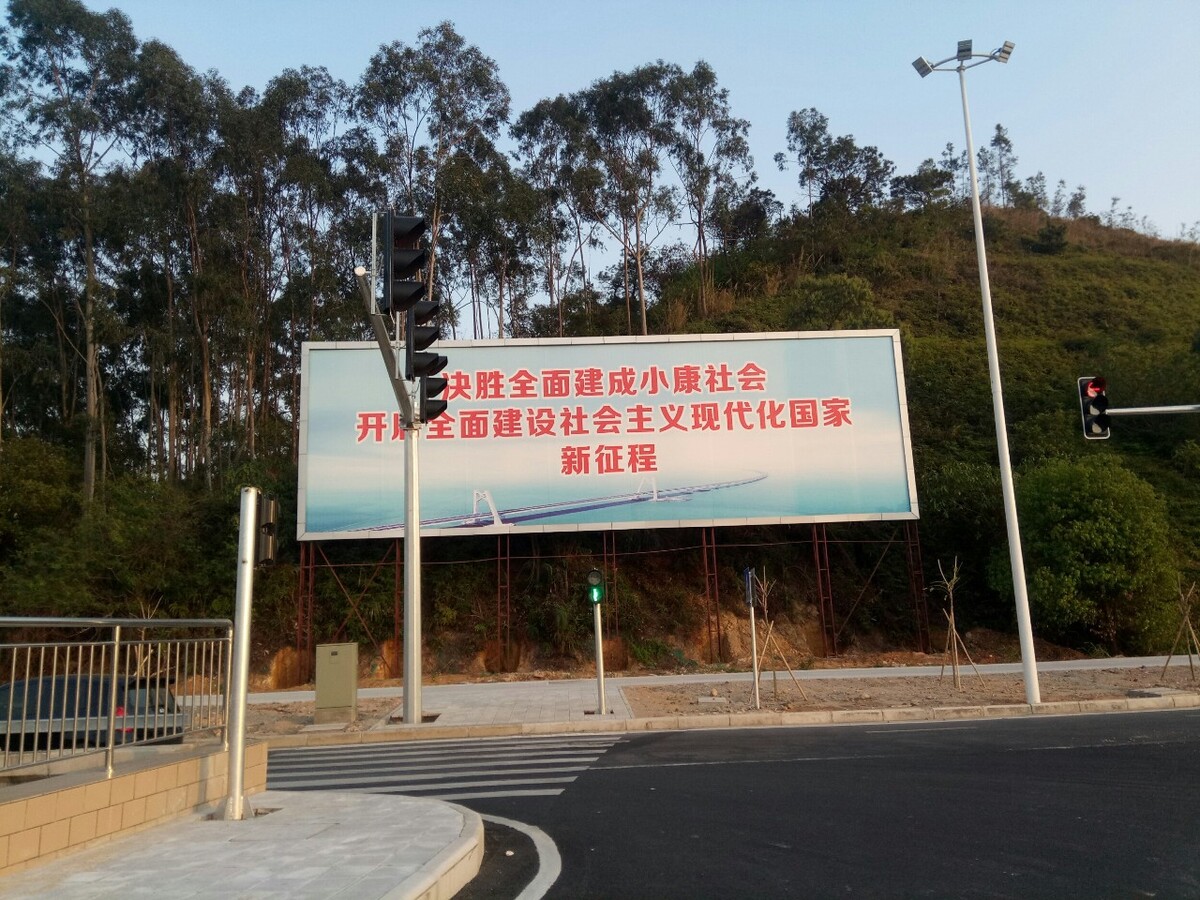 决胜全面建成小康社会
开启全面建设社会主义现代化国家
新征程